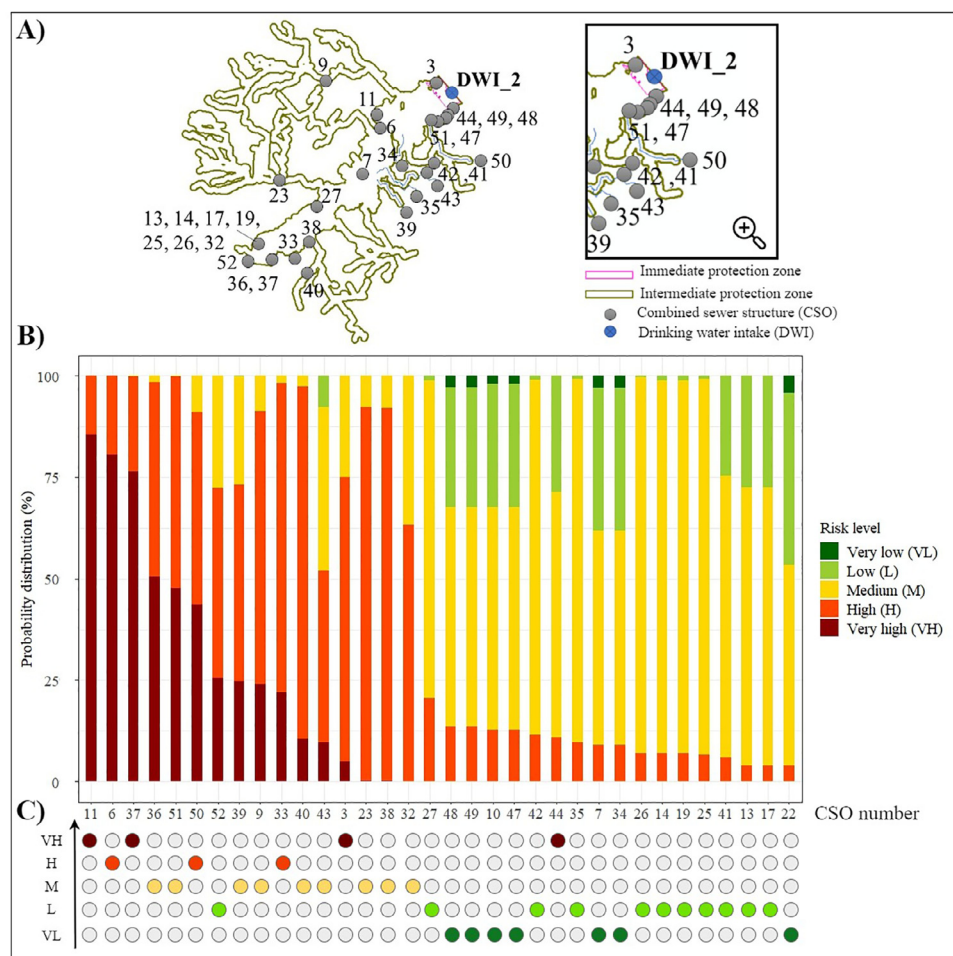 A)
9
3
DWI_2
11
6
44, 49, 48
51, 47
34
50
7
42 ,41
23
43
27
35
39
13, 14, 17, 19,
25, 26, 32
38
33
52
36, 37
40
3
DWI_2
44, 49, 48
51, 47
50
42 ,41
43
35
39
Immediate protection zone
Intermediate protection zone
Combined sewer structure (CSO)
Drinking water intake (DWI)
B)
100
75
50
25
0
Probability distribution (%)
Risk level
Very low (VL)
Low (L)
Medium (M)
High (H)
Very high (VH)
11 6 37 36 51 50 52 39 9 33 40 43 3 23 38 32 27 48 49 10 47 42 44 35 7 34 26 14 19 25 41 13 17 22 CSO number
C)
VH
H
M
L
VL